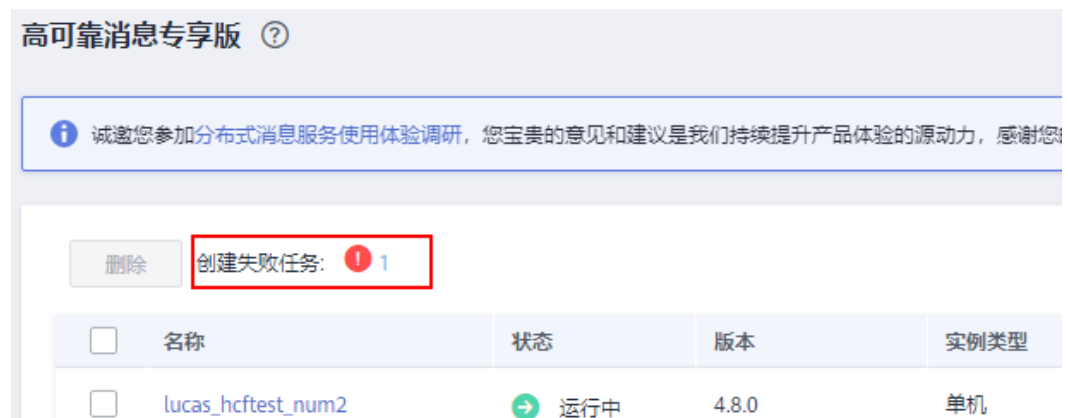 高可靠消息专享版 ?
诚邀您参加分布式消息服务使用体验调研，您宝贵的意见和建议是我们持续提升产品体验的源动力，感谢您
删除 创建失败任务: 1
名称 状态 版本 实例类型
lucas_hcftest_num2 运行中 4.8.0 单机